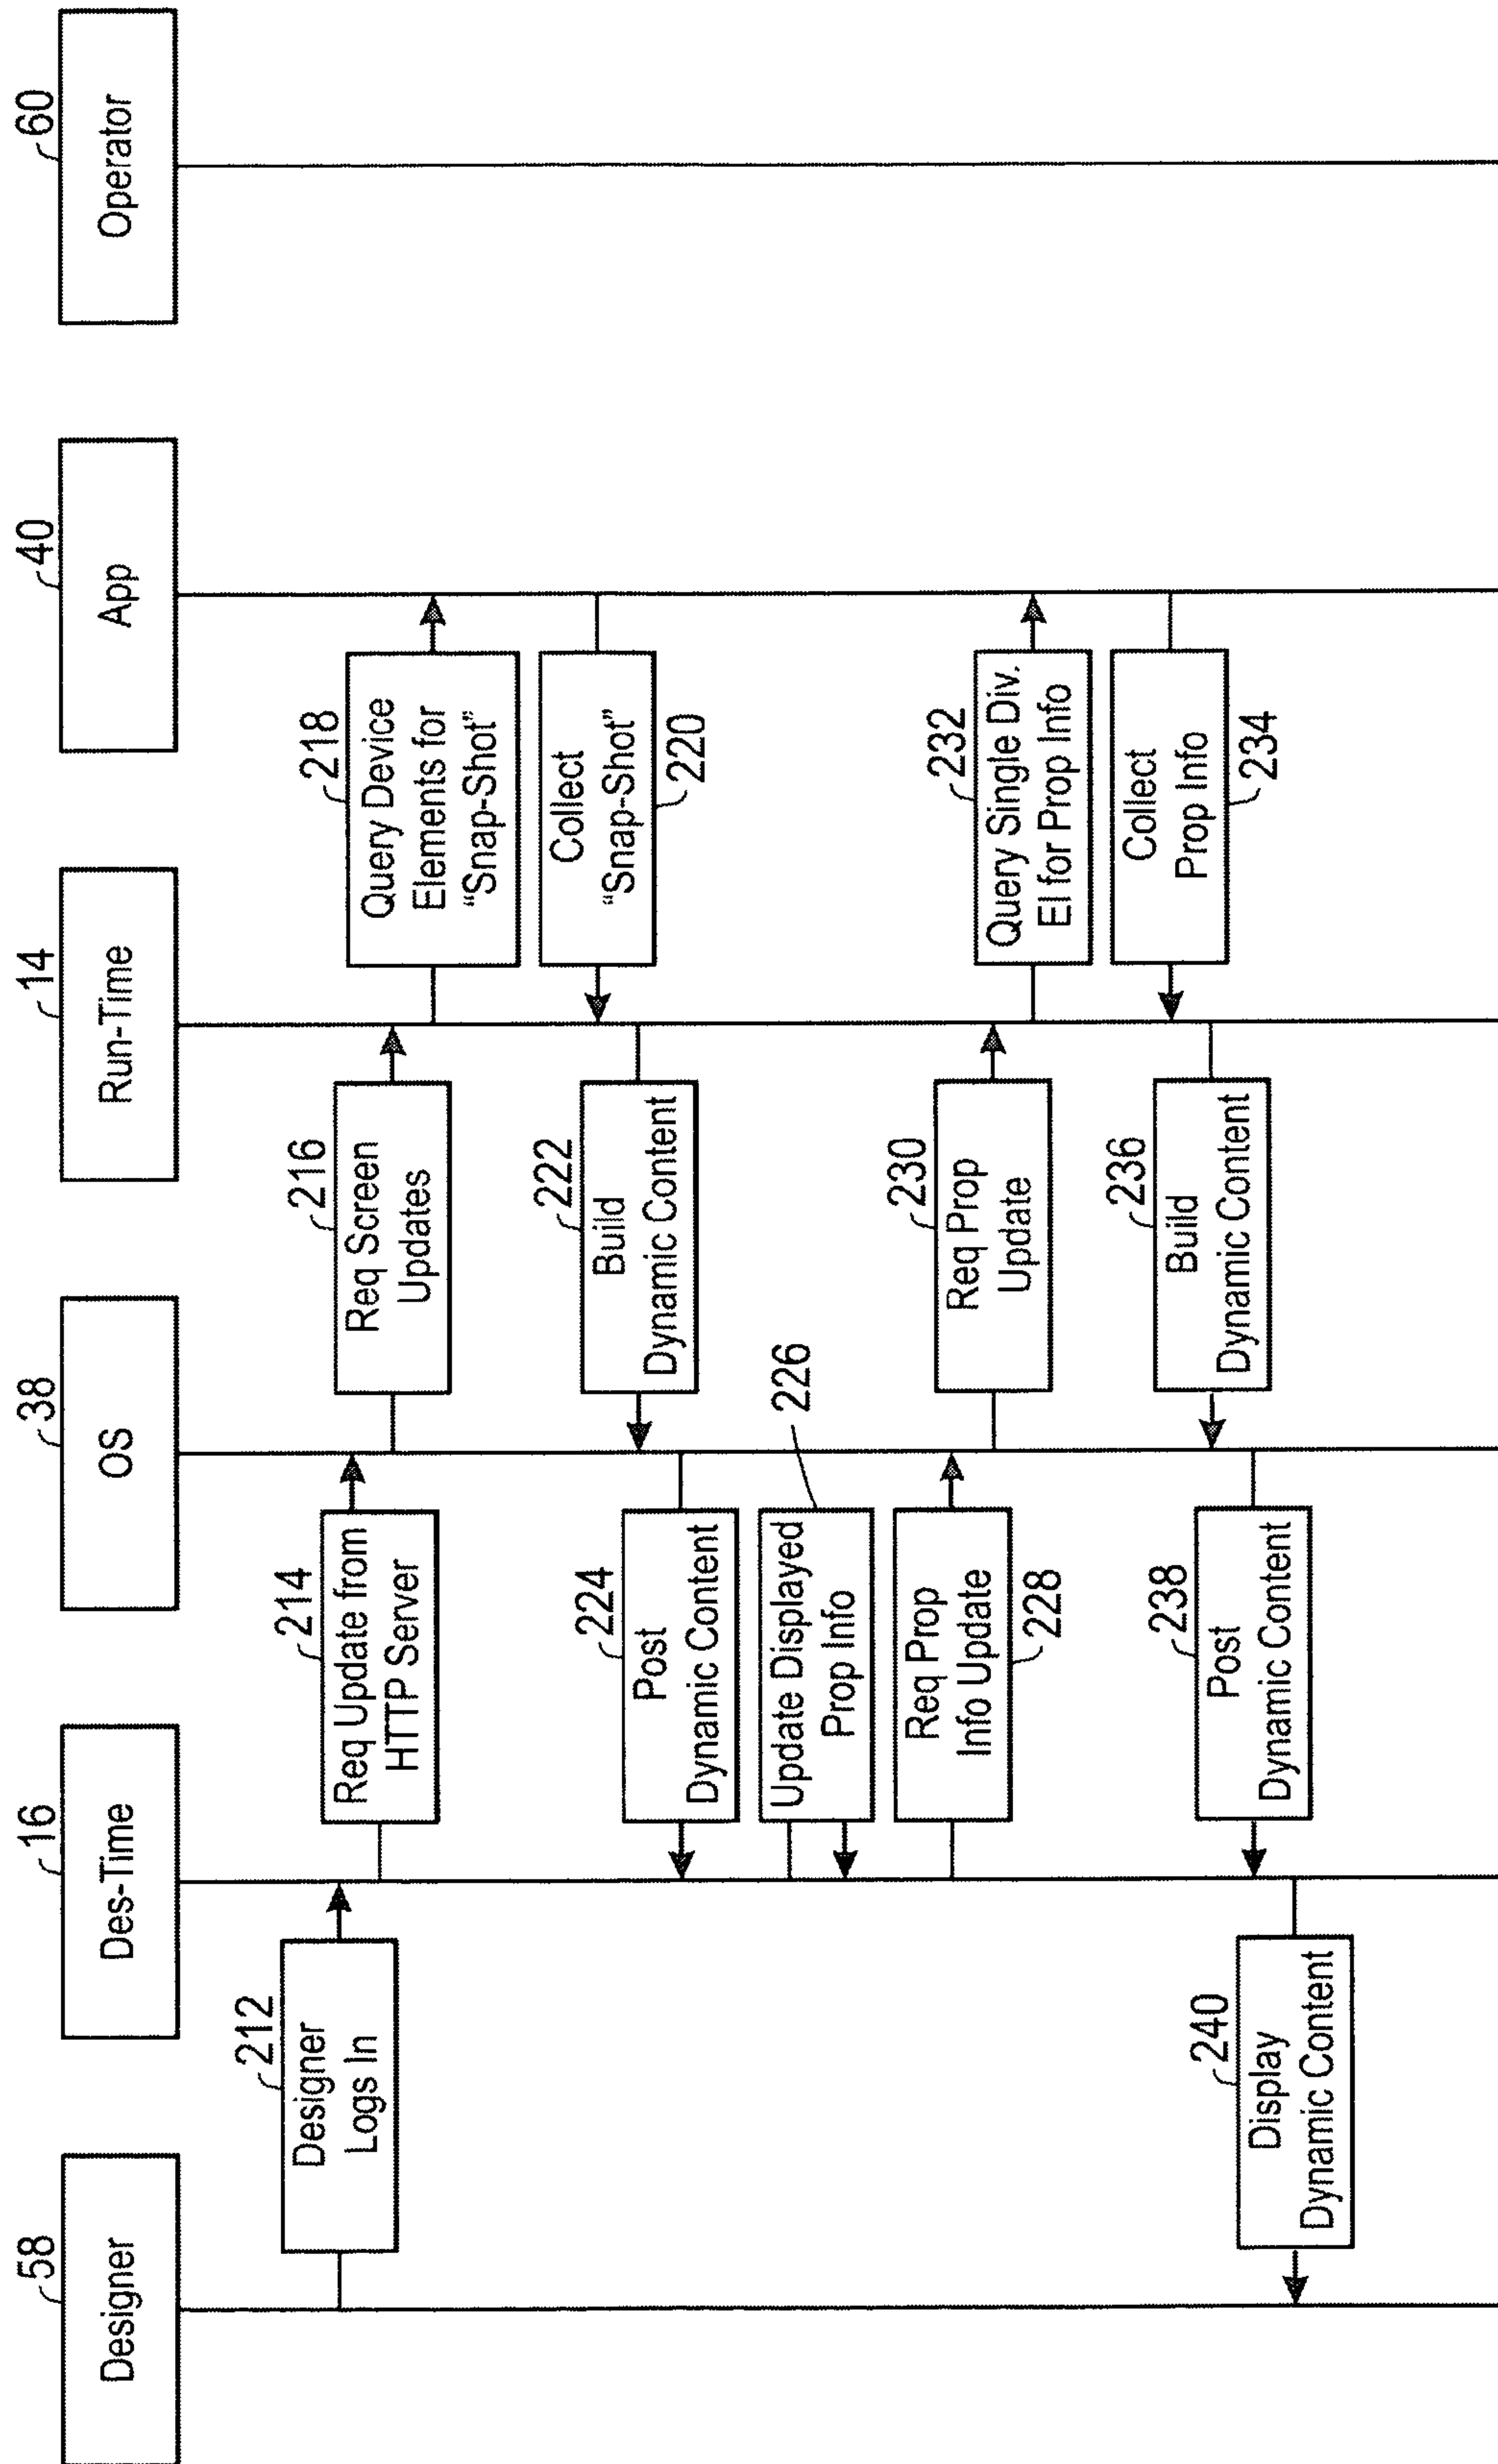 58
Designer
16
Des-Time
38
OS
14
Run-Time
40
App
60
Operator
212
Designer
Logs In
214
Req Update from
HTTP Server
216
Req Screen
Updates
218
Query Device
Elements for
“Snap-Shot”
Collect
“Snap-Shot”
220
222
Build
Dynamic Content
224
Post
Dynamic Content
226
Update Displayed
Prop Info
Req Prop
Info Update
228
230
Req Prop
Update
232
Query Single Div.
El for Prop Info
Collect
Prop Info
234
236
Build
Dynamic Content
238
Post
Dynamic Content
240
Display
Dynamic Content